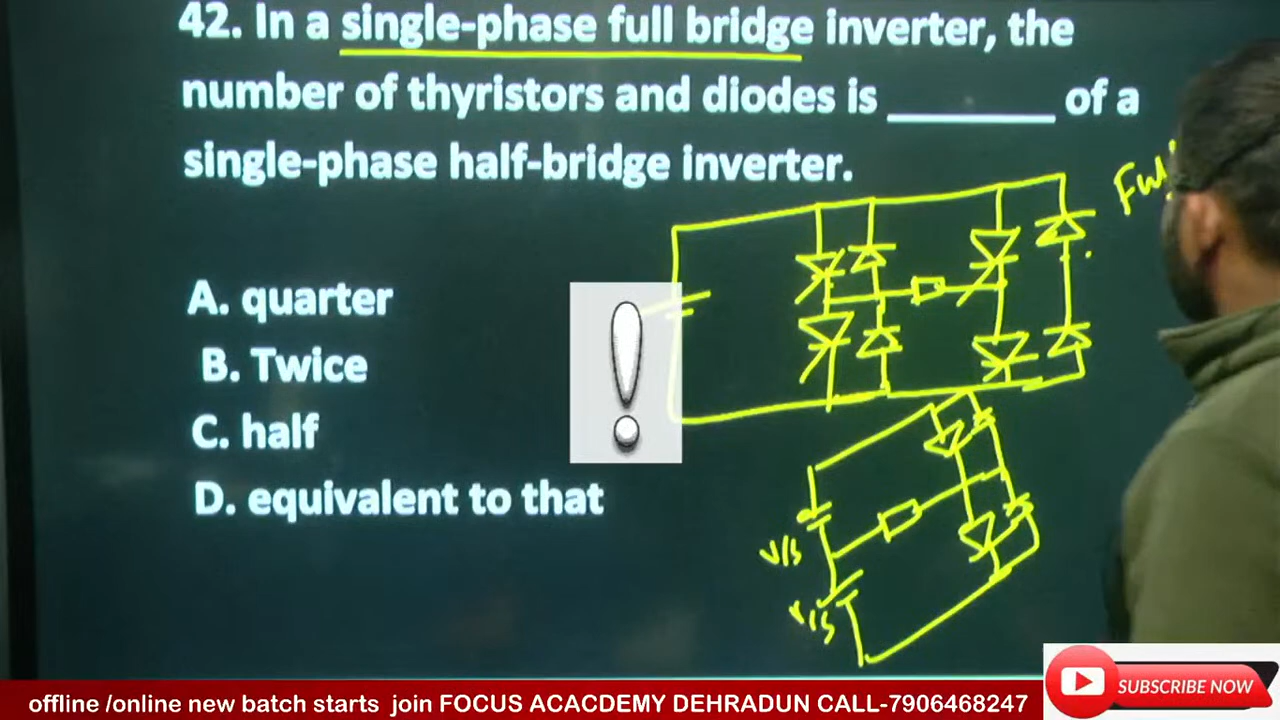 42. In a single-phase full bridge inverter, the
number of thyristors and diodes is ________ of a
single-phase half-bridge inverter.
A. quarter
B. Twice
C. half
D. equivalent to that
V/s
V/s
offline /online new batch starts join FOCUS ACACDEMY DEHRADUN CALL-7906468247
SUBSCRIBE NOW